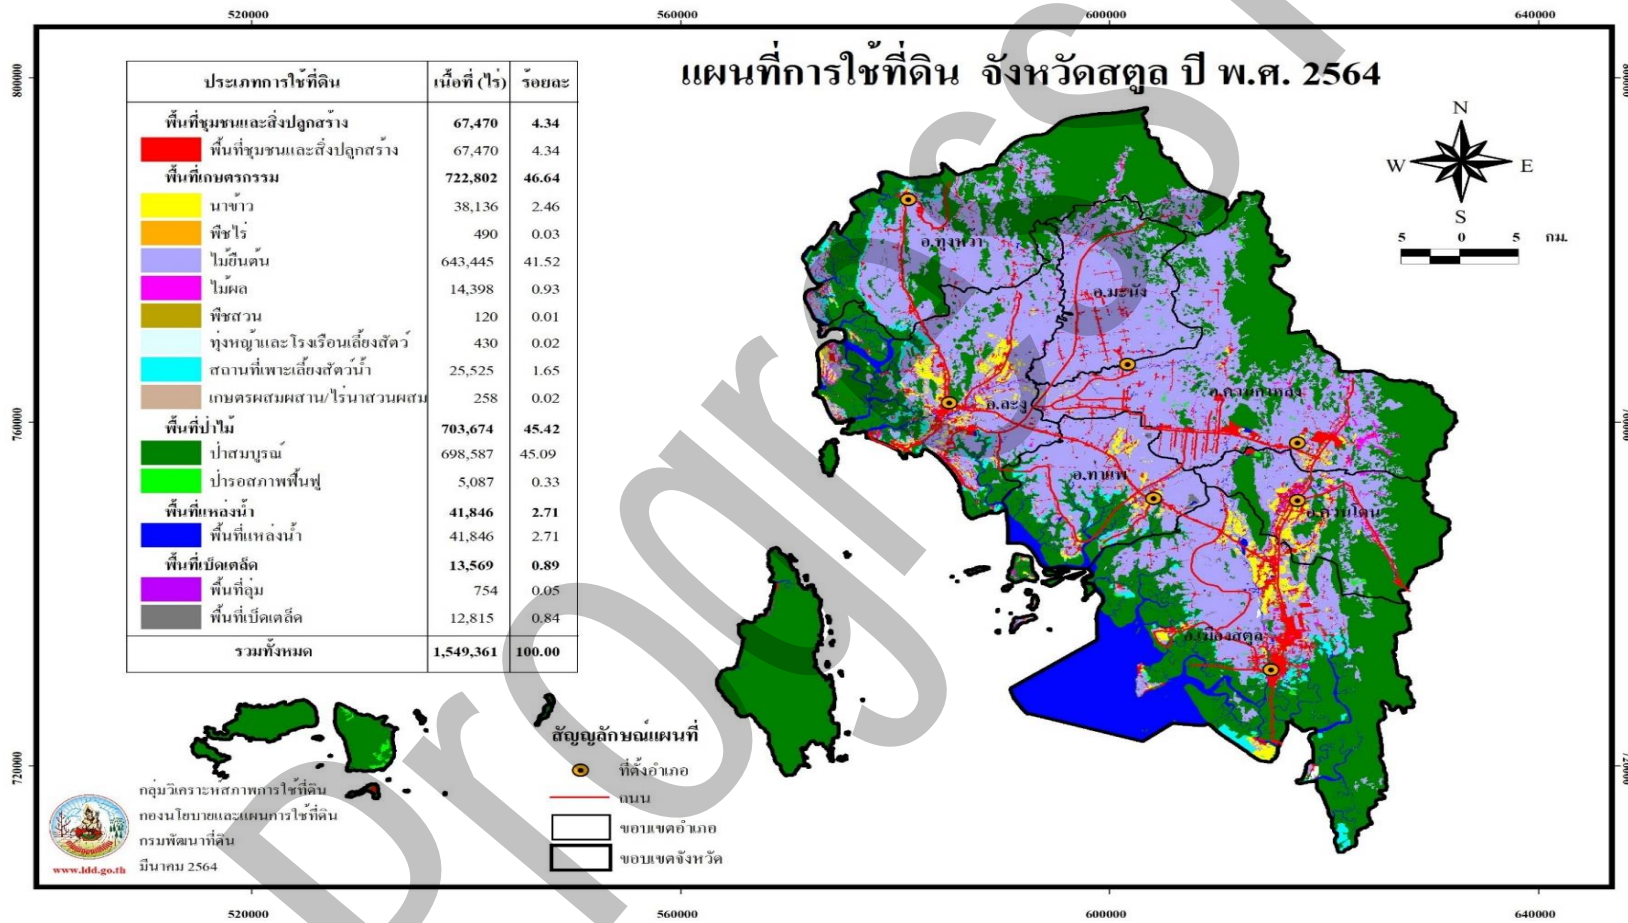 520000 560000 600000 640000
แผนที่การใช้ที่ดิน จังหวัดสตูล ปี พ.ศ. 2564
800000 800000
ประเภทการใช้ที่ดิน เนื้อที่ (ไร่) ร้อยละ
พื้นที่ชุมชนและสิ่งปลูกสร้าง 67,470 4.34
พื้นที่ชุมชนและสิ่งปลูกสร้าง 67,470 4.34
พื้นที่เกษตรกรรม 722,802 46.64
นาข้าว 38,136 2.46
พืชไร่ 490 0.03
ไม้ยืนต้น 643,445 41.52
ไม้ผล 14,398 0.93
พืชสวน 120 0.01
ทุ่งหญ้าและโรงเรือนเลี้ยงสัตว์ 430 0.02
สถานที่เพาะเลี้ยงสัตว์น้ำ 25,525 1.65
เกษตรผสมผสาน/ไร่นาสวนผสม 258 0.02
พื้นที่ป่าไม้ 703,674 45.42
ป่าสมบูรณ์ 698,587 45.09
ป่ารอสภาพฟื้นฟู 5,087 0.33
พื้นที่แหล่งน้ำ 41,846 2.71
พื้นที่แหล่งน้ำ 41,846 2.71
พื้นที่เบ็ดเตล็ด 13,569 0.89
พื้นที่ลุ่ม 754 0.05
พื้นที่เบ็ดเตล็ด 12,815 0.84
รวมทั้งหมด 1,549,361 100.00
N
W E
S
5 0 5 กม.
อ.ทุ่งหว้า
อ.มะนัง
อ.ควนกาหลง
อ.ละงู
อ.ท่าแพ
อ.ควนโดน
อ.เมืองสตูล
760000 760000
720000 720000
สัญญลักษณ์แผนที่
ที่ตั้งอำเภอ
ถนน
ขอบเขตอำเภอ
ขอบเขตจังหวัด
กลุ่มวิเคราะห์สภาพการใช้ที่ดิน
กองนโยบายและแผนการใช้ที่ดิน
กรมพัฒนาที่ดิน
มีนาคม 2564
www.ldd.go.th
520000 560000 600000 640000